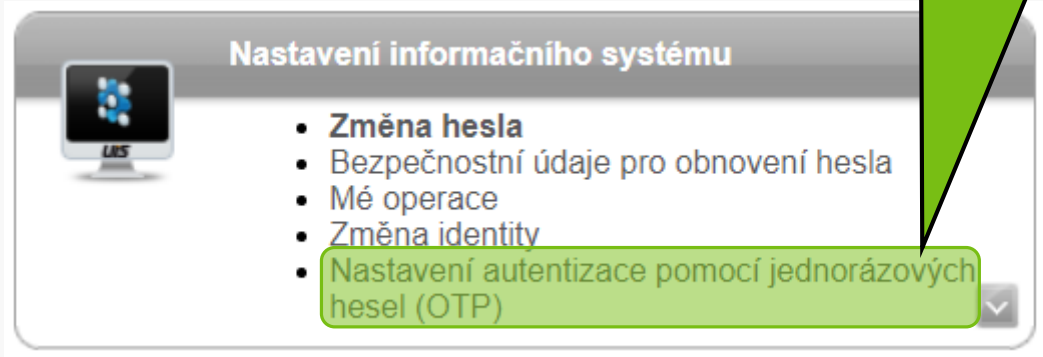 Nastavení informačního systému
UIS
Změna hesla
Bezpečnostní údaje pro obnovení hesla
Mé operace
Změna identity
Nastavení autentizace pomocí jednorázových
hesel (OTP)